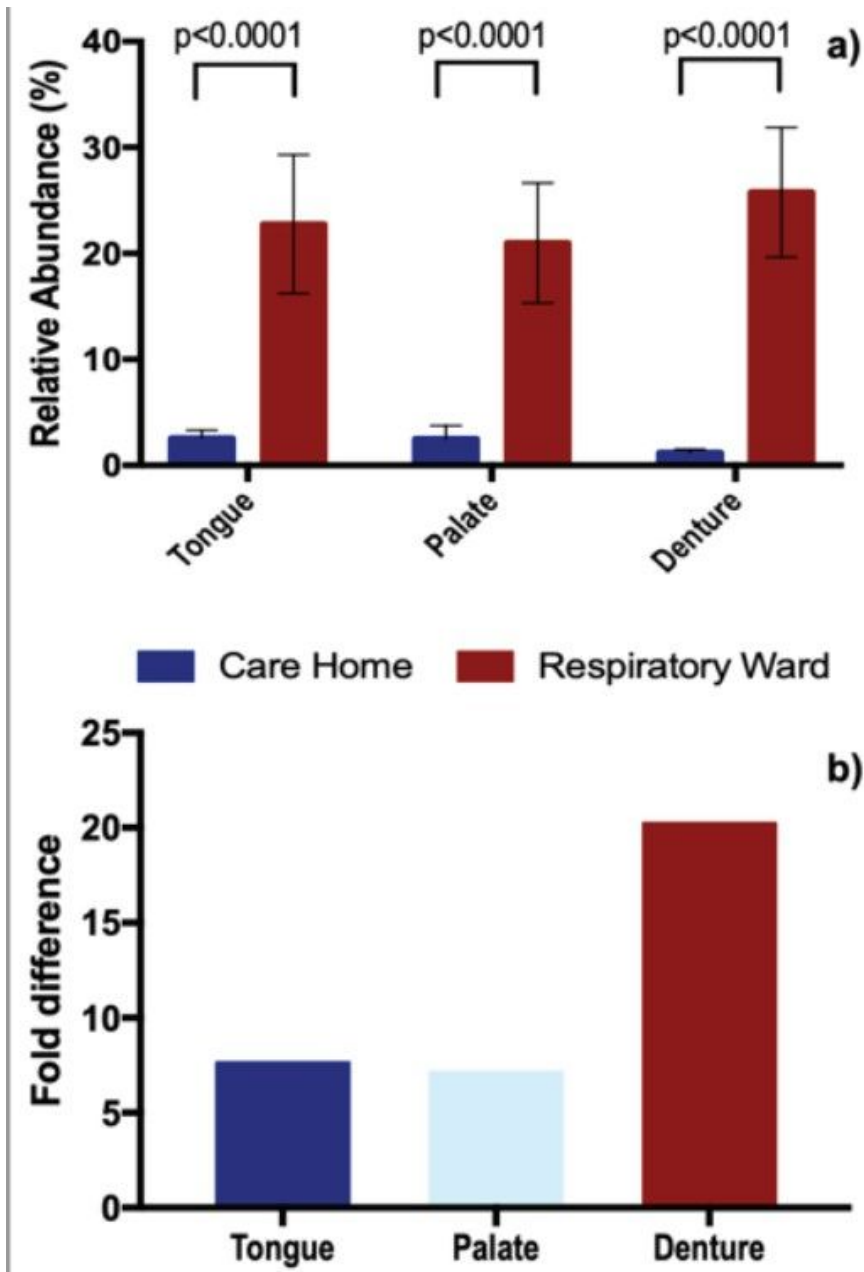 p<0.0001 p<0.0001 p<0.0001 a)
Relative Abundance (%)
40
30
20
10
0
Tongue Palate Denture
Care Home Respiratory Ward
b)
Fold difference
25
20
15
10
5
0
Tongue Palate Denture